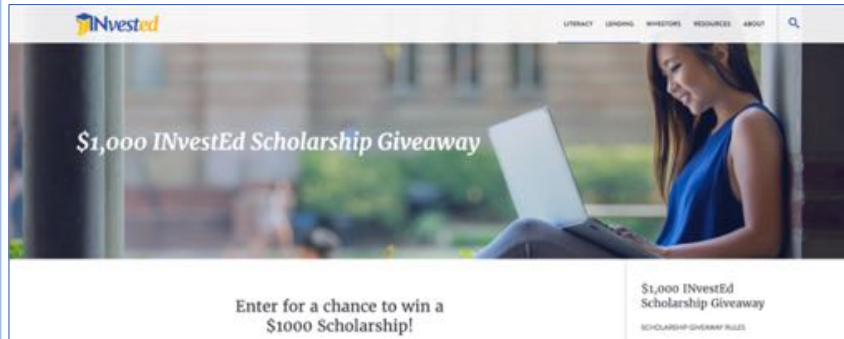 INvested
LITERACY LENDING INVESTORS RESOURCES ABOUT
$1,000 INvestEd Scholarship Giveaway
Enter for a chance to win a
$1000 Scholarship!
$1,000 INvestEd
Scholarship Giveaway
SCHOLARSHIP GIVEAWAY RULES